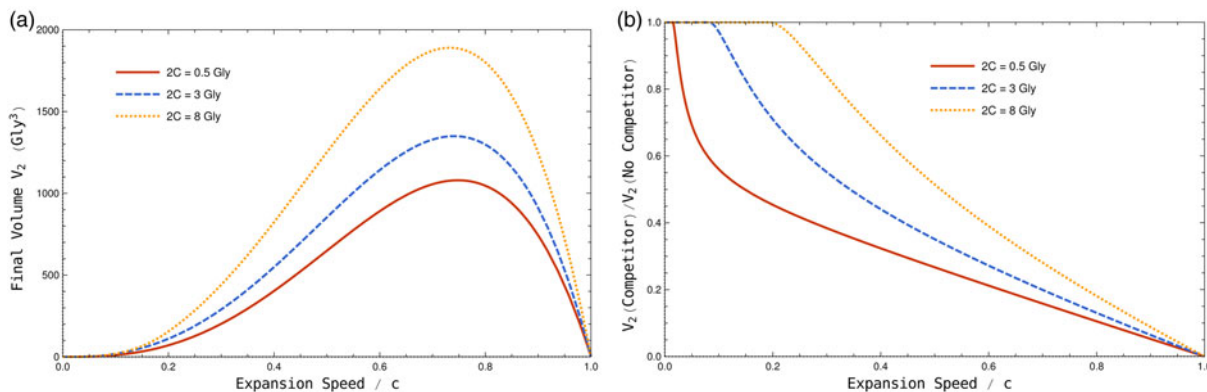 (a)
2000
1500
1000
500
0
0.0 0.2 0.4 0.6 0.8 1.0
Final Volume V₂ (Gly³)
Expansion Speed / c
2C = 0.5 Gly
2C = 3 Gly
2C = 8 Gly
(b)
1.0
0.8
0.6
0.4
0.2
0.0
0.0 0.2 0.4 0.6 0.8 1.0
V₂(Competitor)/V₂(No Competitor)
Expansion Speed / c
2C = 0.5 Gly
2C = 3 Gly
2C = 8 Gly